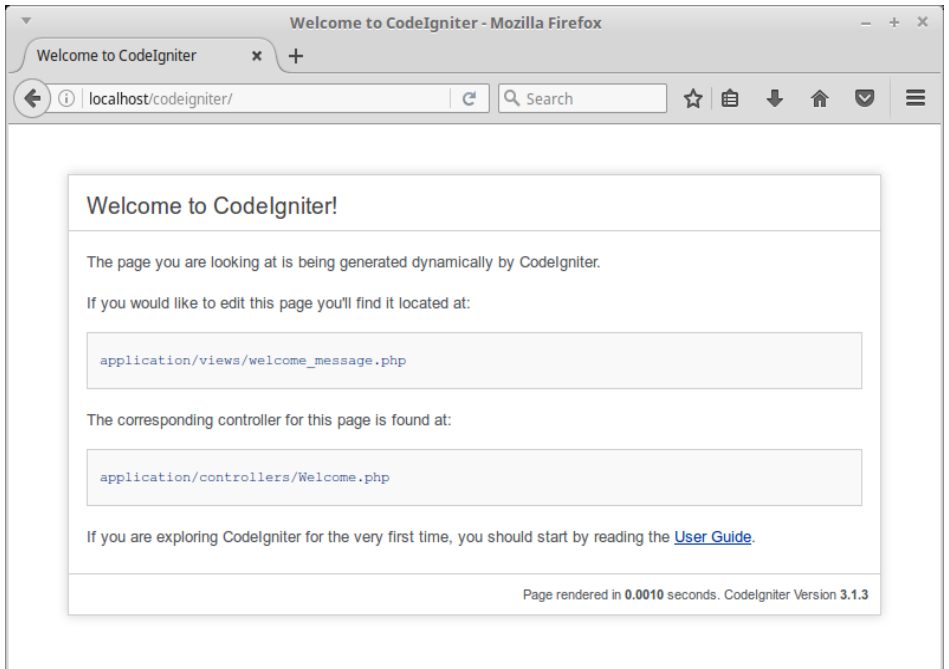 Welcome to CodeIgniter - Mozilla Firefox
Welcome to CodeIgniter
localhost/codeigniter/
Search
Welcome to CodeIgniter!
The page you are looking at is being generated dynamically by CodeIgniter.
If you would like to edit this page you'll find it located at:
application/views/welcome_message.php
The corresponding controller for this page is found at:
application/controllers/Welcome.php
If you are exploring CodeIgniter for the very first time, you should start by reading the User Guide.
Page rendered in 0.0010 seconds. CodeIgniter Version 3.1.3